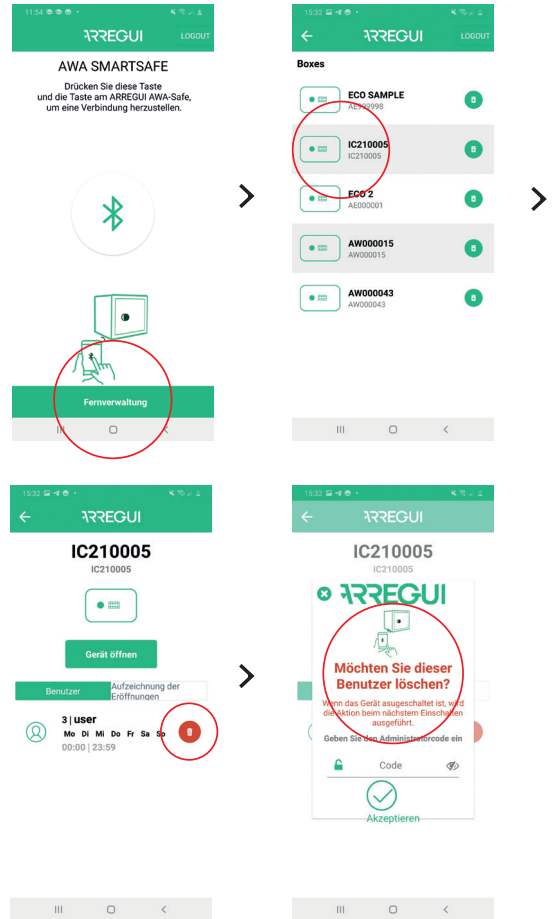 11:54
ARREGUI
LOGOUT
AWA SMARTSAFE
Drücken Sie diese Taste
und die Taste am ARREGUI AWA-Safe,
um eine Verbindung herzustellen.
Fernverwaltung
15:32
ARREGUI
LOGOUT
Boxes
ECO SAMPLE
AE999998
IC210005
IC210005
ECO 2
AE000001
AW000015
AW000015
AW000043
AW000043
15:32
ARREGUI
IC210005
IC210005
Gerät öffnen
Benutzer
Aufzeichnung der
Eröffnungen
3 | user
Mo Di Mi Do Fr Sa So
00:00 | 23:59
15:32
ARREGUI
IC210005
IC210005
ARREGUI
Möchten Sie dieser
Benutzer löschen?
Wenn das Gerät asugeschaltet ist, wird
die Aktion beim nächstem Einschalten
ausgeführt.
Geben Sie den Administratorcode ein
Code
Akzeptieren